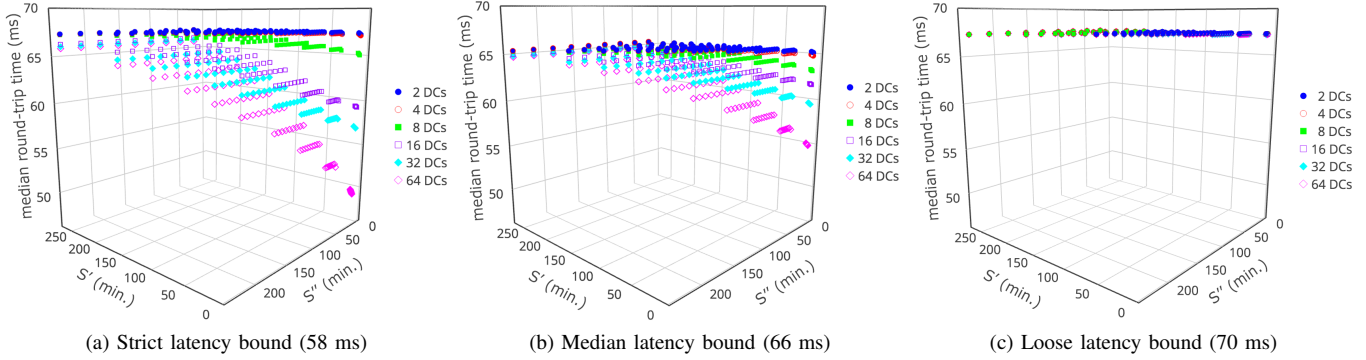 70
65
60
55
50
median round-trip time (ms)
250
200
150
100
50
0
S′ (min.)
200
150
100
50
0
S″ (min.)
2 DCs
4 DCs
8 DCs
16 DCs
32 DCs
64 DCs
(a) Strict latency bound (58 ms)
70
65
60
55
50
median round-trip time (ms)
250
200
150
100
50
0
S′ (min.)
200
150
100
50
0
S″ (min.)
2 DCs
4 DCs
8 DCs
16 DCs
32 DCs
64 DCs
(b) Median latency bound (66 ms)
70
65
60
55
50
median round-trip time (ms)
250
200
150
100
50
0
S′ (min.)
200
150
100
50
0
S″ (min.)
2 DCs
4 DCs
8 DCs
16 DCs
32 DCs
64 DCs
(c) Loose latency bound (70 ms)